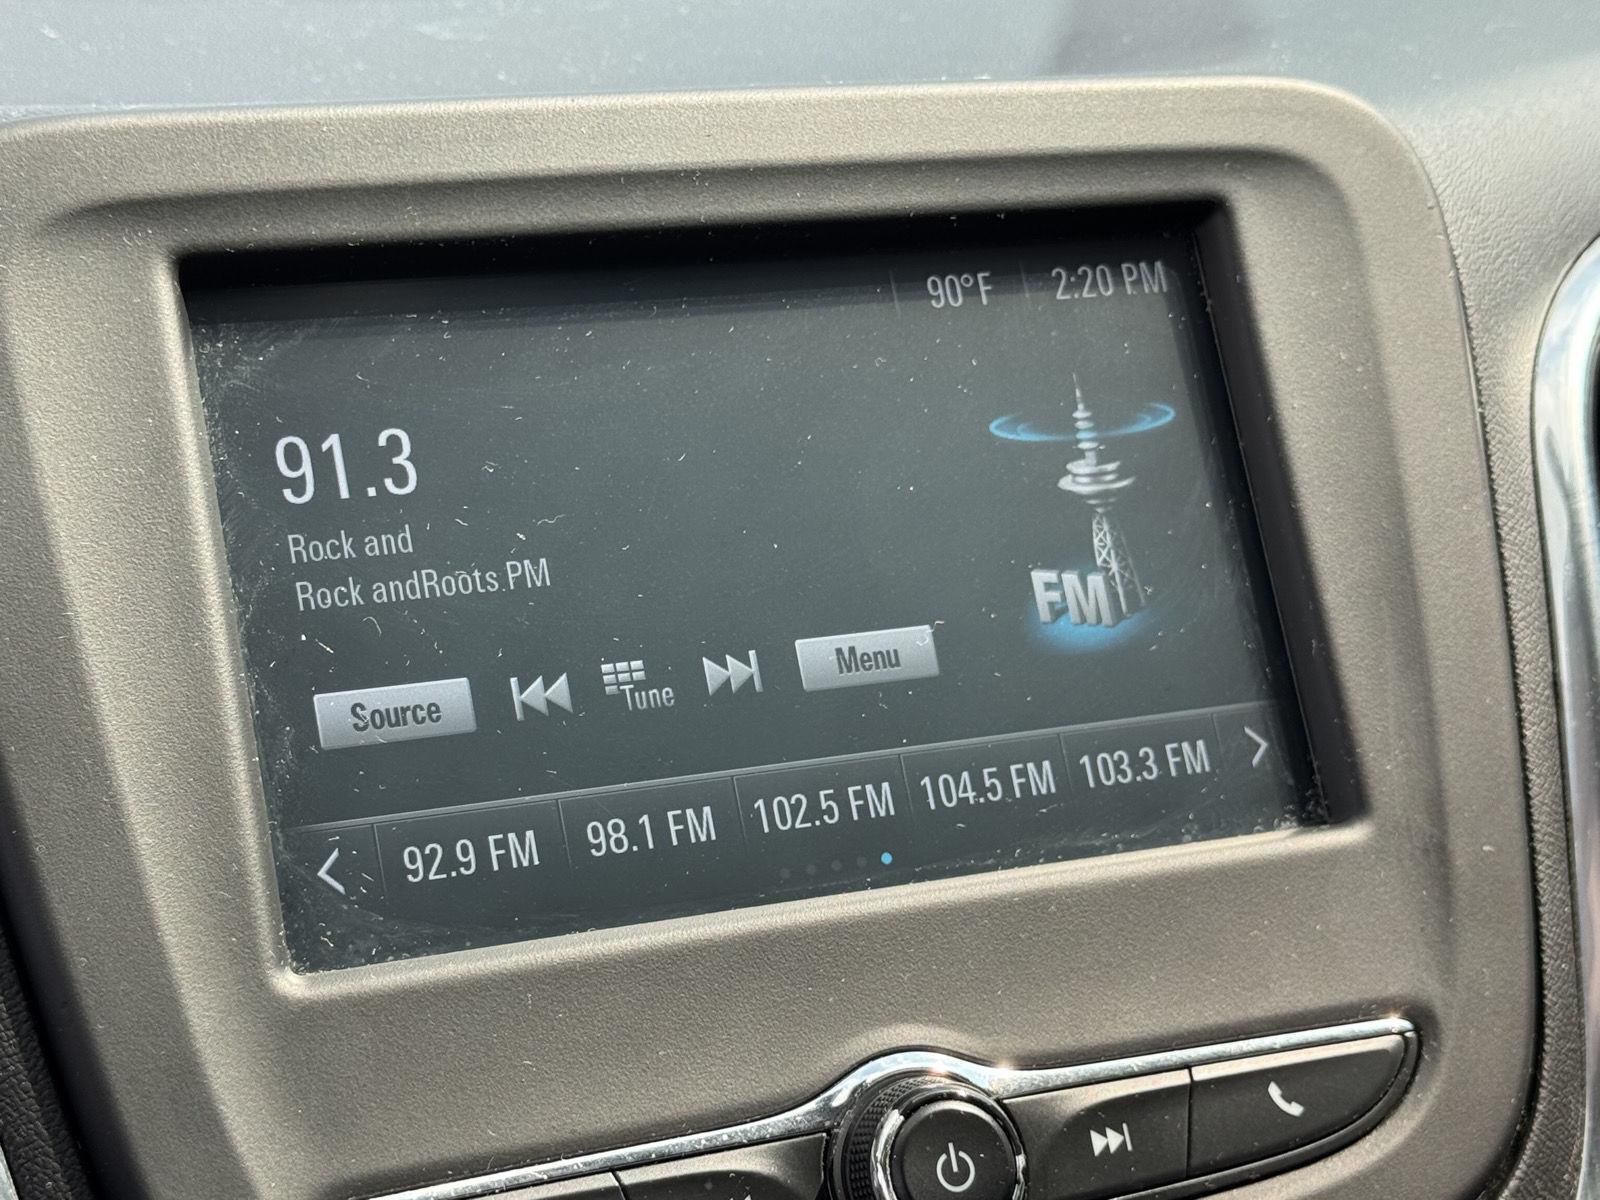 90°F 2:20 PM
91.3
Rock and
Rock andRoots PM
FM
Source Tune Menu
92.9 FM 98.1 FM 102.5 FM 104.5 FM 103.3 FM